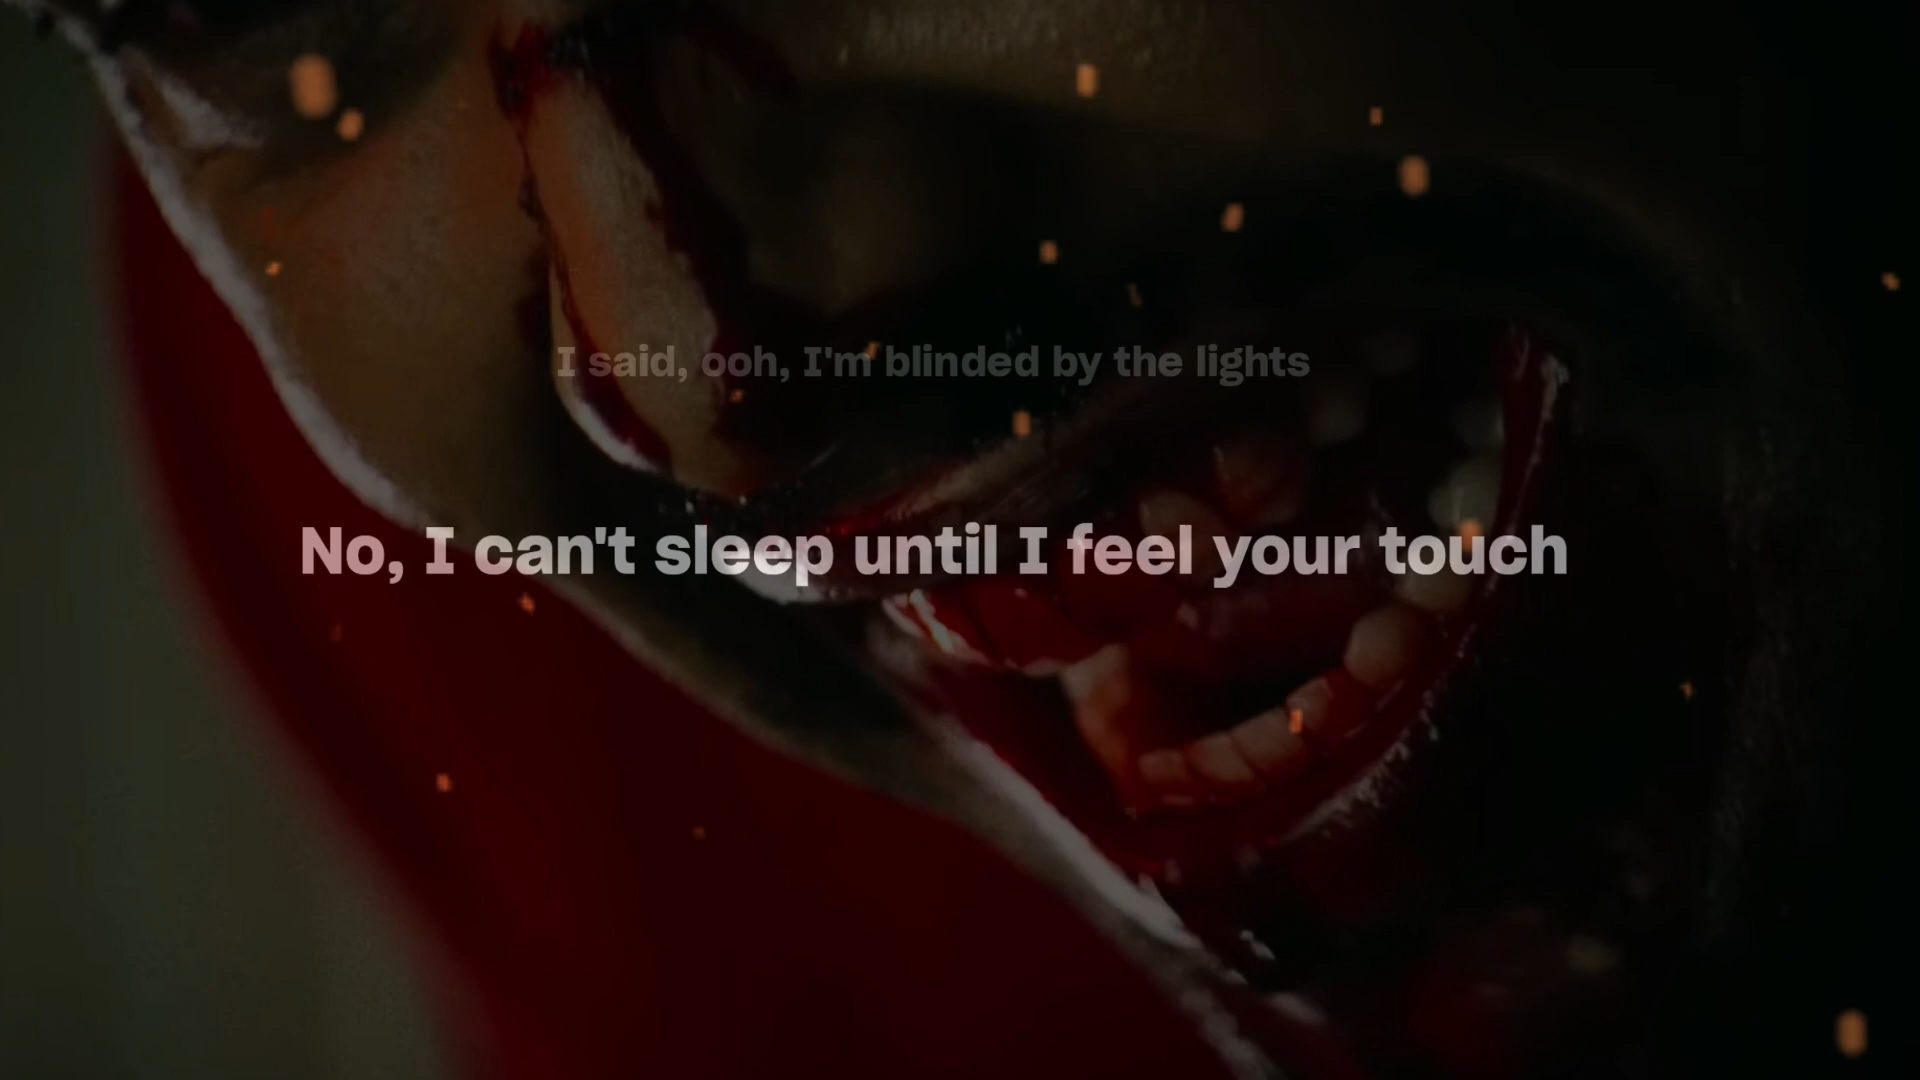 I said, ooh, I'm blinded by the lights
No, I can't sleep until I feel your touch